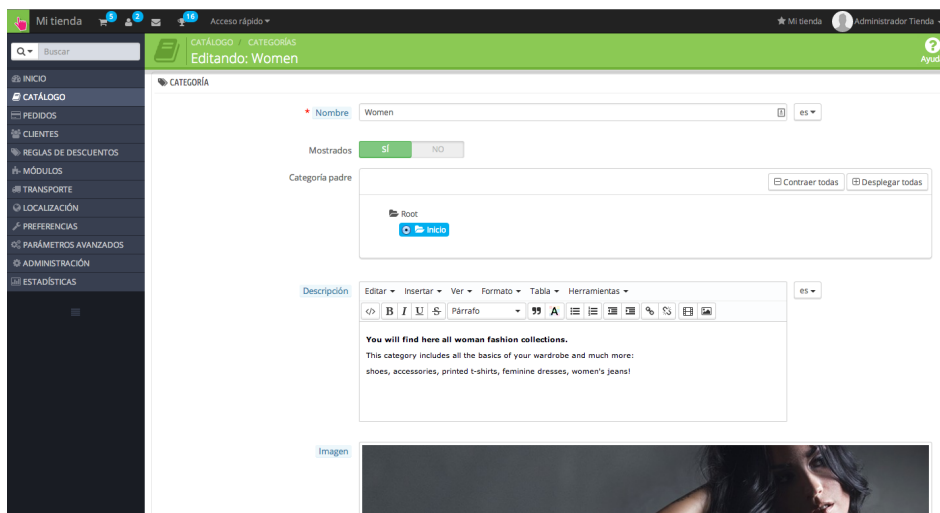 Mi tienda 5 2 16 Acceso rápido Mi tienda Administrador Tienda
Buscar
CATÁLOGO / CATEGORÍAS
Editando: Women
Ayuda
INICIO
CATÁLOGO
PEDIDOS
CLIENTES
REGLAS DE DESCUENTOS
MÓDULOS
TRANSPORTE
LOCALIZACIÓN
PREFERENCIAS
PARÁMETROS AVANZADOS
ADMINISTRACIÓN
ESTADÍSTICAS
CATEGORÍA
* Nombre Women es
Mostrados SÍ NO
Categoría padre Contraer todas Desplegar todas
Root
Inicio
Descripción Editar Insertar Ver Formato Tabla Herramientas es
B I U S Párrafo A
You will find here all woman fashion collections.
This category includes all the basics of your wardrobe and much more:
shoes, accessories, printed t-shirts, feminine dresses, women's jeans!
Imagen